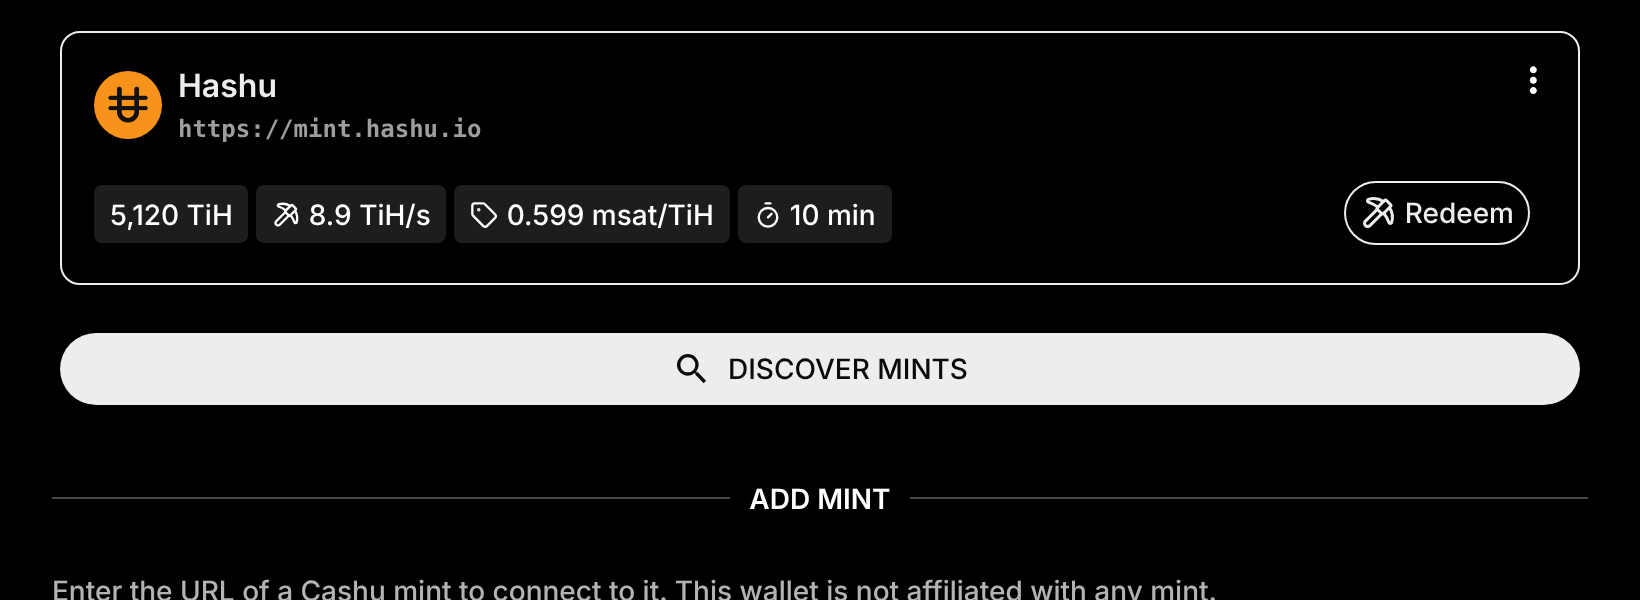 Hashu
https://mint.hashu.io
5,120 TiH 8.9 TiH/s 0.599 msat/TiH 10 min Redeem
DISCOVER MINTS
ADD MINT
Enter the URL of a Cashu mint to connect to it. This wallet is not affiliated with any mint.